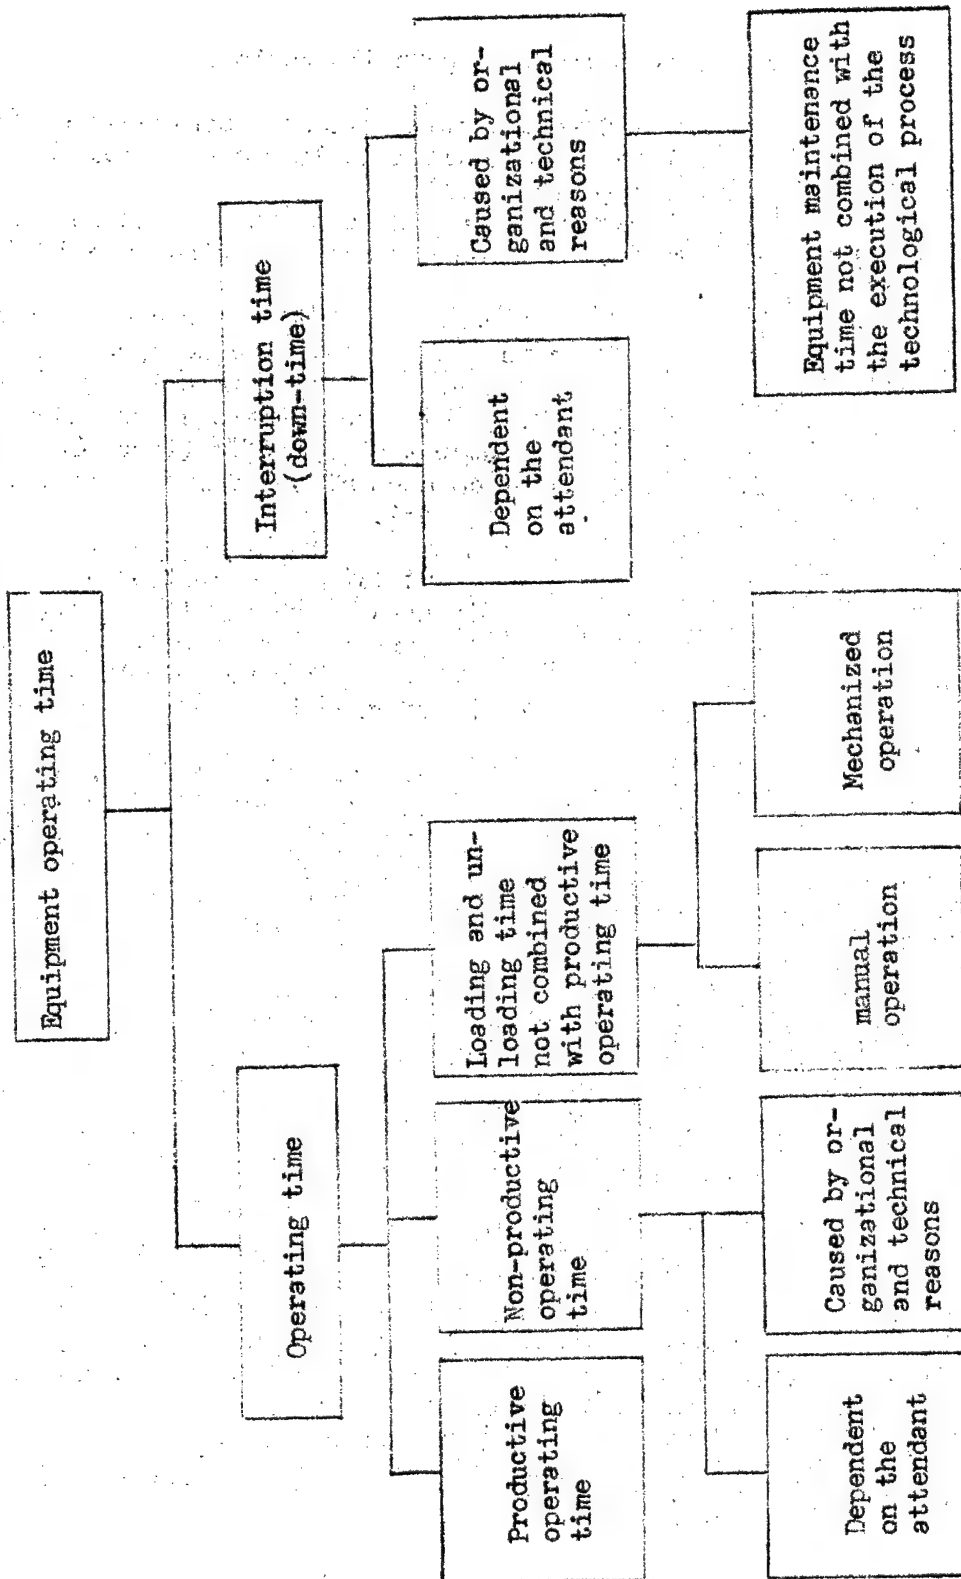 Equipment operating time
Operating time
Interruption time
(down-time)
Productive
operating
time
Non-productive
operating
time
Loading and un-
loading time
not combined
with productive
operating time
Dependent
on the
attendant
Caused by or-
ganizational
and technical
reasons
Dependent
on the
attendant
Caused by or-
ganizational
and technical
reasons
manual
operation
Mechanized
operation
Equipment maintenance
time not combined with
the execution of the
technological process